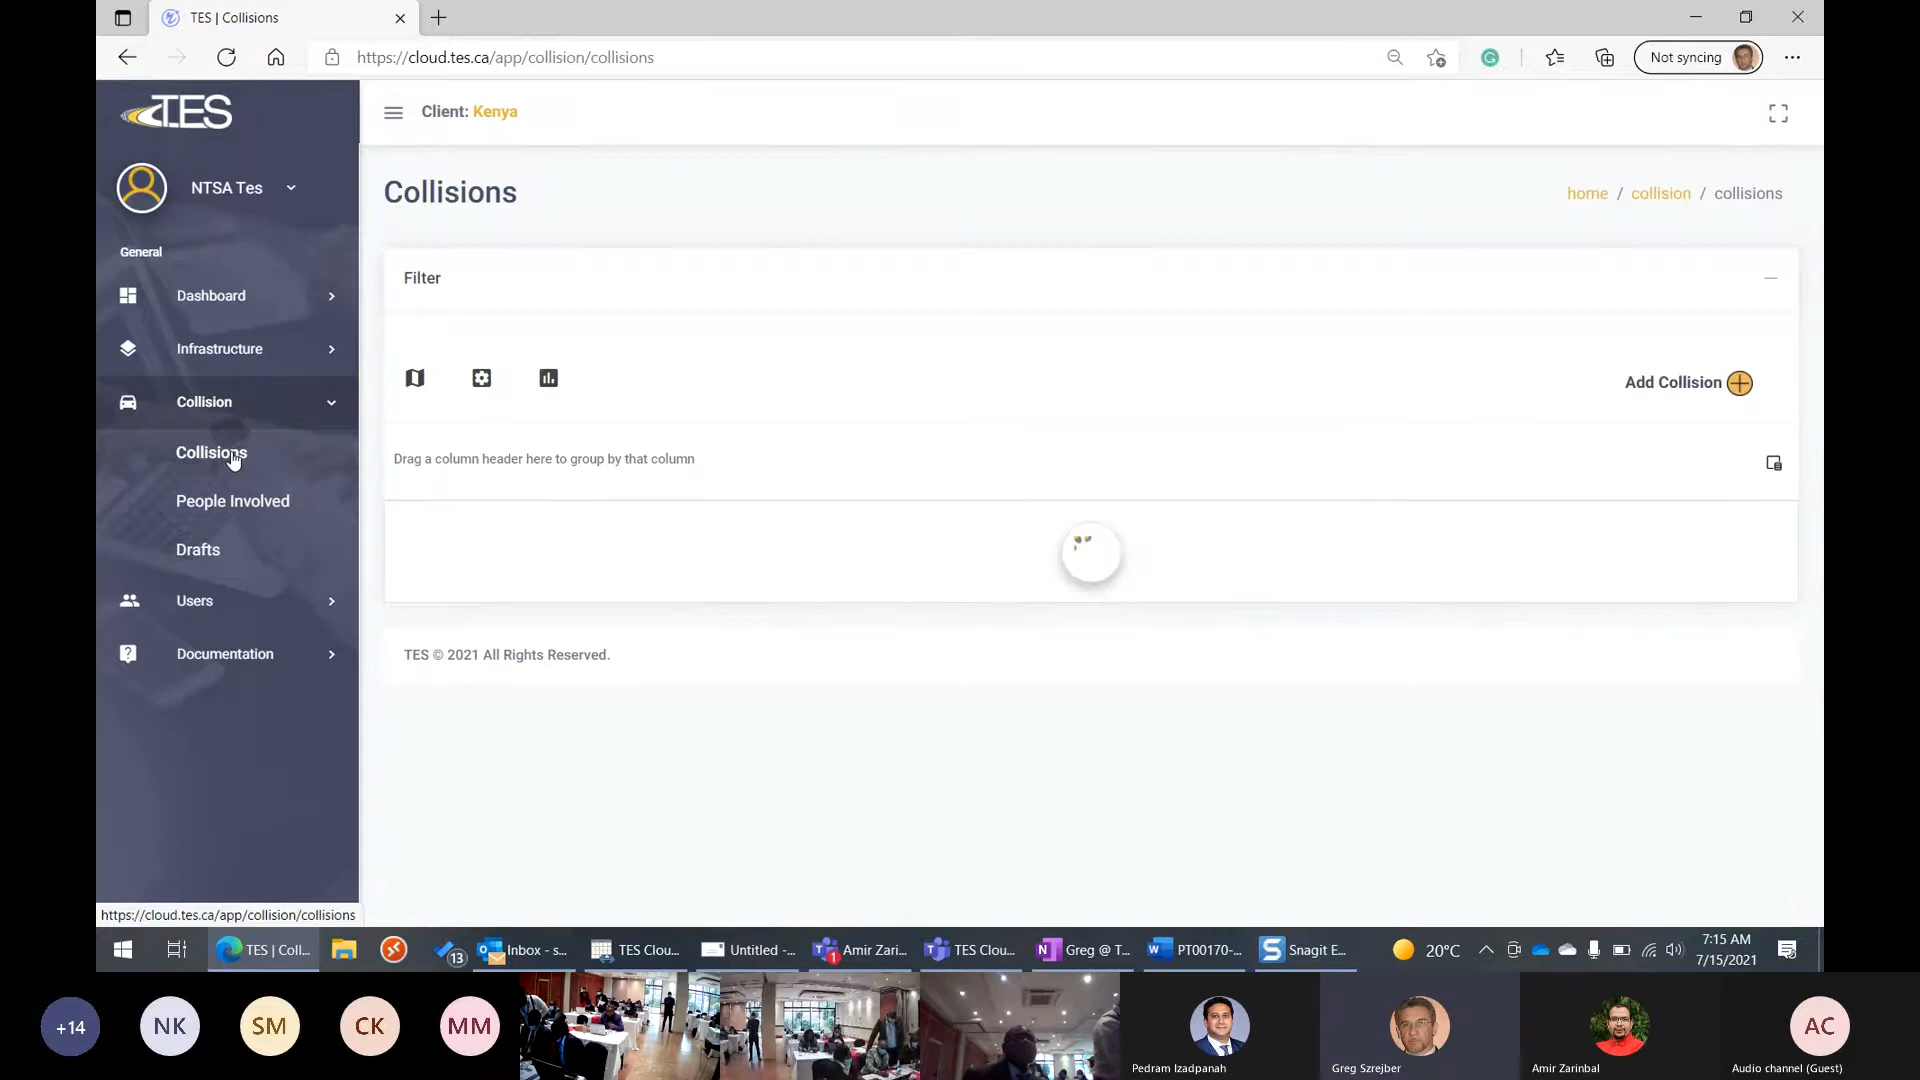 TES | Collisions
https://cloud.tes.ca/app/collision/collisions
Not syncing
TES
Client: Kenya
NTSA Tes
Collisions
home / collision / collisions
General
Filter
Dashboard
Infrastructure
Collision
Add Collision
Collisions
Drag a column header here to group by that column
People Involved
Drafts
Users
Documentation
TES © 2021 All Rights Reserved.
https://cloud.tes.ca/app/collision/collisions
TES | Coll...
13
Inbox - s...
TES Clou...
Untitled -...
1
Amir Zari...
TES Clou...
Greg @ T...
PT00170-...
Snagit E...
20°C
7:15 AM
7/15/2021
+14
NK
SM
CK
MM
AC
Pedram Izadpanah
Greg Szrejber
Amir Zarinbal
Audio channel (Guest)